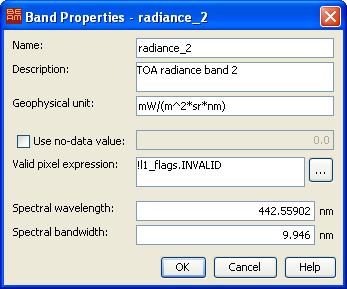 BEAM Band Properties - radiance_2
Name: radiance_2
Description: TOA radiance band 2
Geophysical unit: mW/(m^2*sr*nm)
Use no-data value: 0.0
Valid pixel expression: !l1_flags.INVALID ...
Spectral wavelength: 442.55902 nm
Spectral bandwidth: 9.946 nm
OK Cancel Help